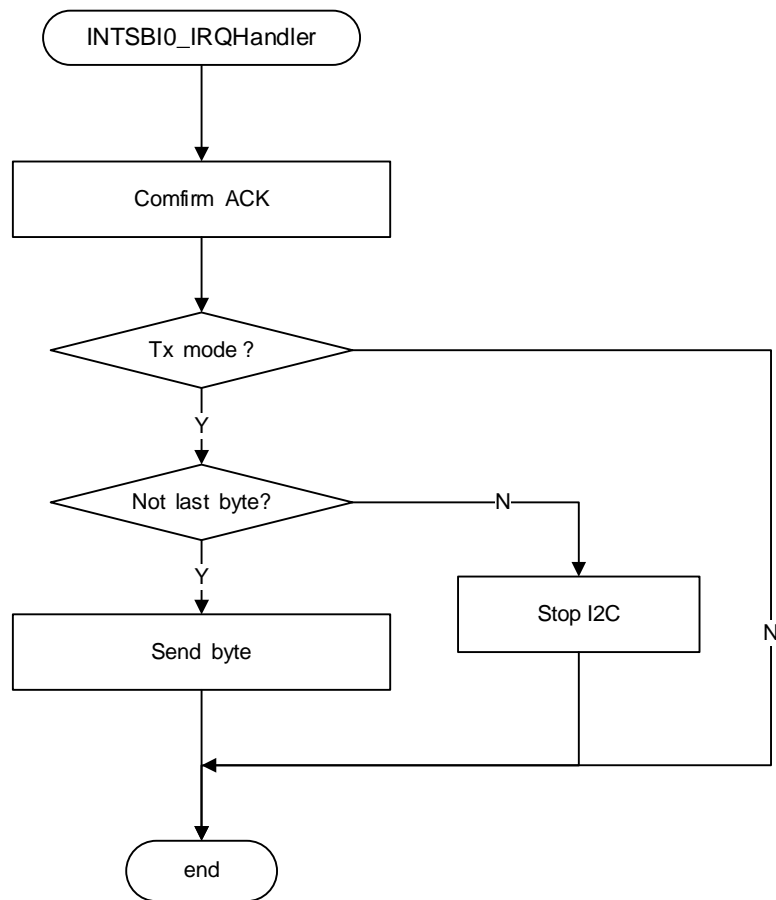 INTSBI0_IRQHandler
Comfirm ACK
Tx mode ?
Y
Not last byte?
N
Y
Stop I2C
N
Send byte
end